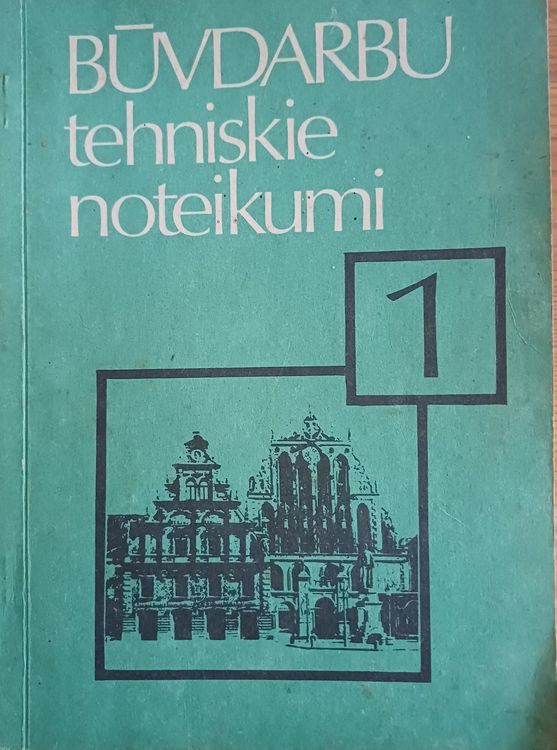 BŪVDARBU
tehniskie
noteikumi
1